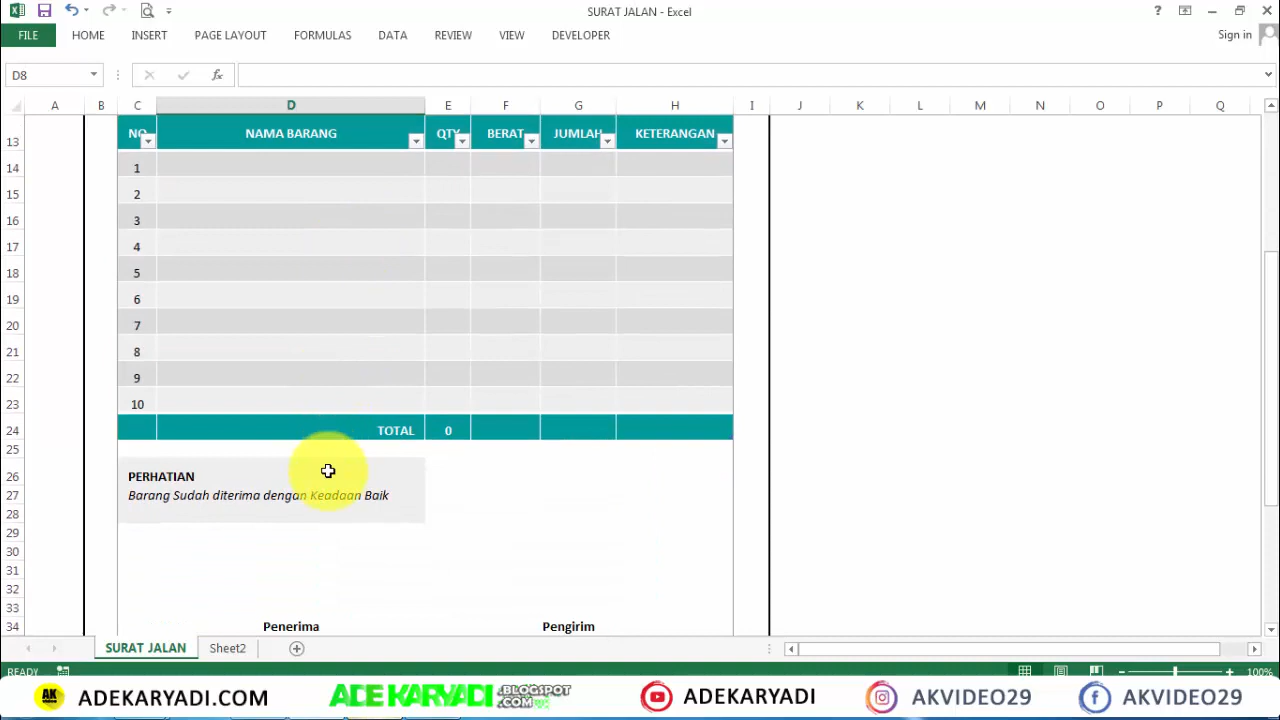 SURAT JALAN - Excel
FILE HOME INSERT PAGE LAYOUT FORMULAS DATA REVIEW VIEW DEVELOPER Sign in
D8
A B C D E F G H I J K L M N O P Q
13 NO NAMA BARANG QTY BERAT JUMLAH KETERANGAN
14 1
15 2
16 3
17 4
18 5
19 6
20 7
21 8
22 9
23 10
24 TOTAL 0
25
26 PERHATIAN
27 Barang Sudah diterima dengan Keadaan Baik
28
29
30
31
32
33
34 Penerima Pengirim
SURAT JALAN Sheet2
READY 100%
AK VIDEO ADEKARYADI.COM ADE KARYADI .BLOGSPOT .COM ADEKARYADI AKVIDEO29 AKVIDEO29